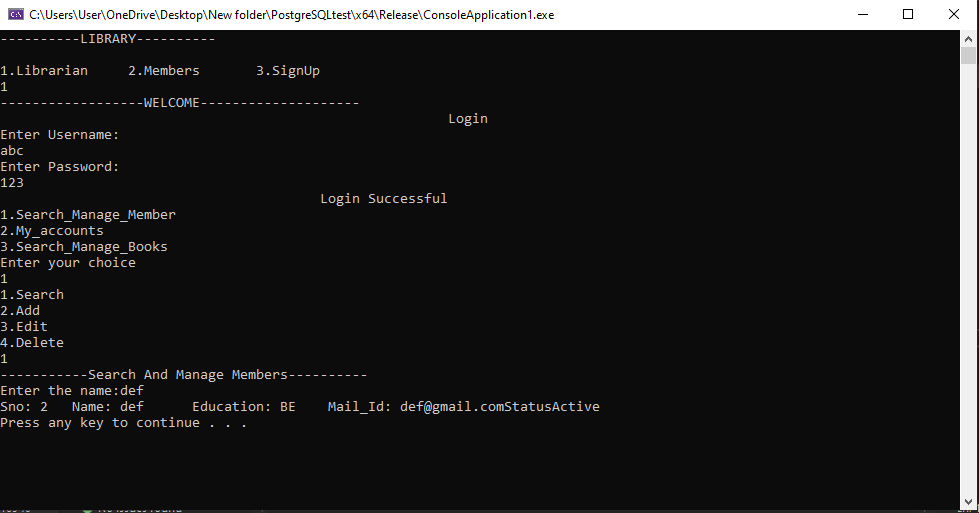 C:\Users\User\OneDrive\Desktop\New folder\PostgreSQLtest\x64\Release\ConsoleApplication1.exe
----------LIBRARY----------
1.Librarian     2.Members       3.SignUp
1
------------------WELCOME--------------------
Login
Enter Username:
abc
Enter Password:
123
Login Successful
1.Search_Manage_Member
2.My_accounts
3.Search_Manage_Books
Enter your choice
1
1.Search
2.Add
3.Edit
4.Delete
1
-----------Search And Manage Members----------
Enter the name:def
Sno: 2   Name: def      Education: BE    Mail_Id: def@gmail.comStatusActive
Press any key to continue . . .